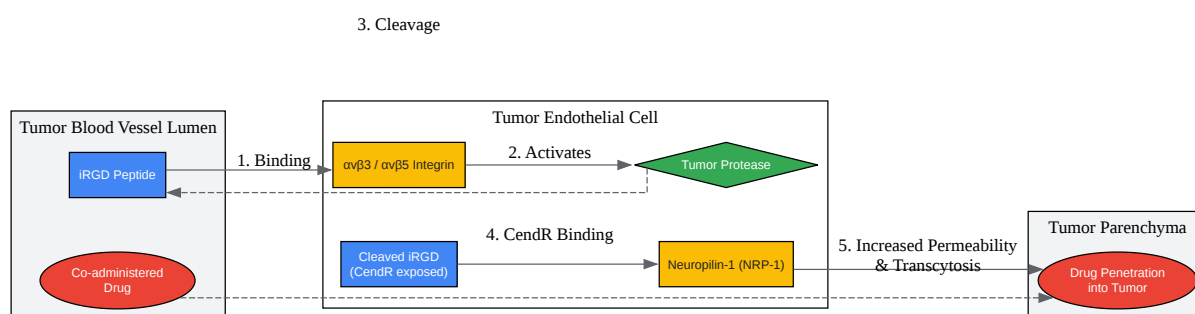 3. Cleavage
Tumor Blood Vessel Lumen
iRGD Peptide
1. Binding
Tumor Endothelial Cell
αvβ3 / αvβ5 Integrin
2. Activates
Tumor Protease
Co-administered
Drug
Cleaved iRGD
(CendR exposed)
4. CendR Binding
Neuropilin-1 (NRP-1)
5. Increased Permeability
& Transcytosis
Tumor Parenchyma
Drug Penetration
into Tumor